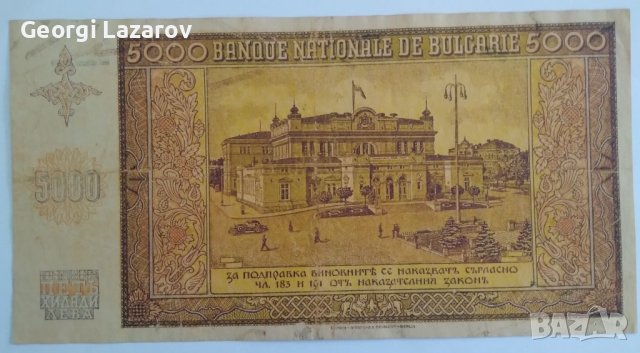 Georgi Lazarov
5000 BANQUE NATIONALE DE BULGARIE 5000
5000
ХИЛЯДИ
ЛЕВА
ЗА ПОДПРАВКА ВИНОВНИТѢ СЕ НАКАЗВАТЪ СЪГЛАСНО
ЧЛ. 183 И 191 ОТЪ НАКАЗАТЕЛНИЯ ЗАКОНЪ.
BAZAR